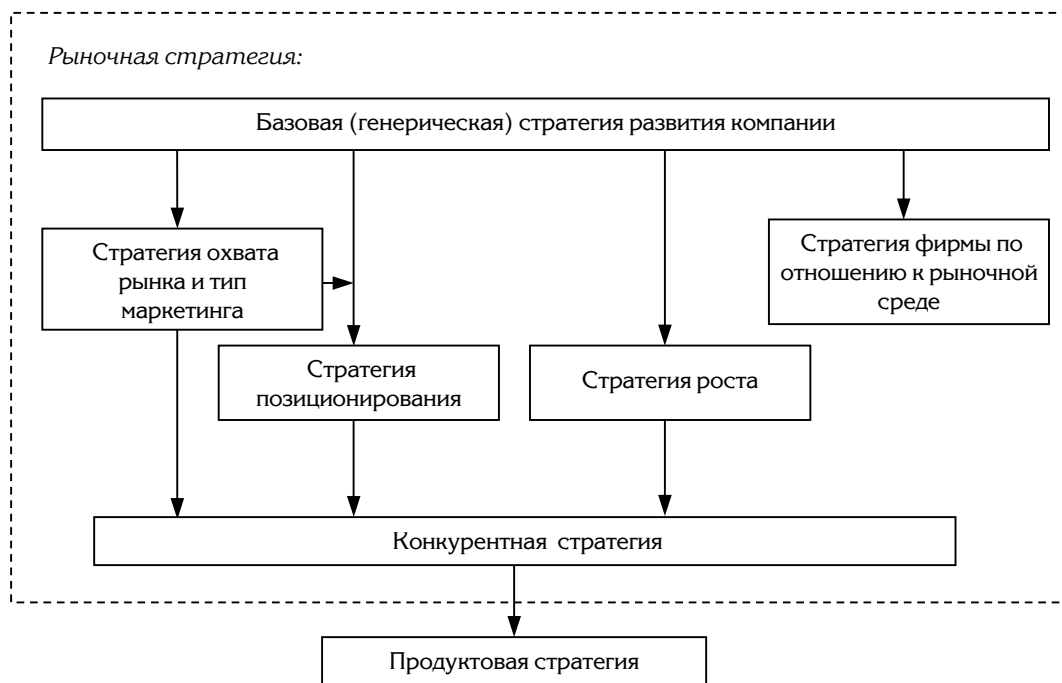 Рыночная стратегия:
Базовая (генерическая) стратегия развития компании
Стратегия охвата
рынка и тип
маркетинга
Стратегия фирмы по
отношению к рыночной
среде
Стратегия
позиционирования
Стратегия роста
Конкурентная стратегия
Продуктовая стратегия